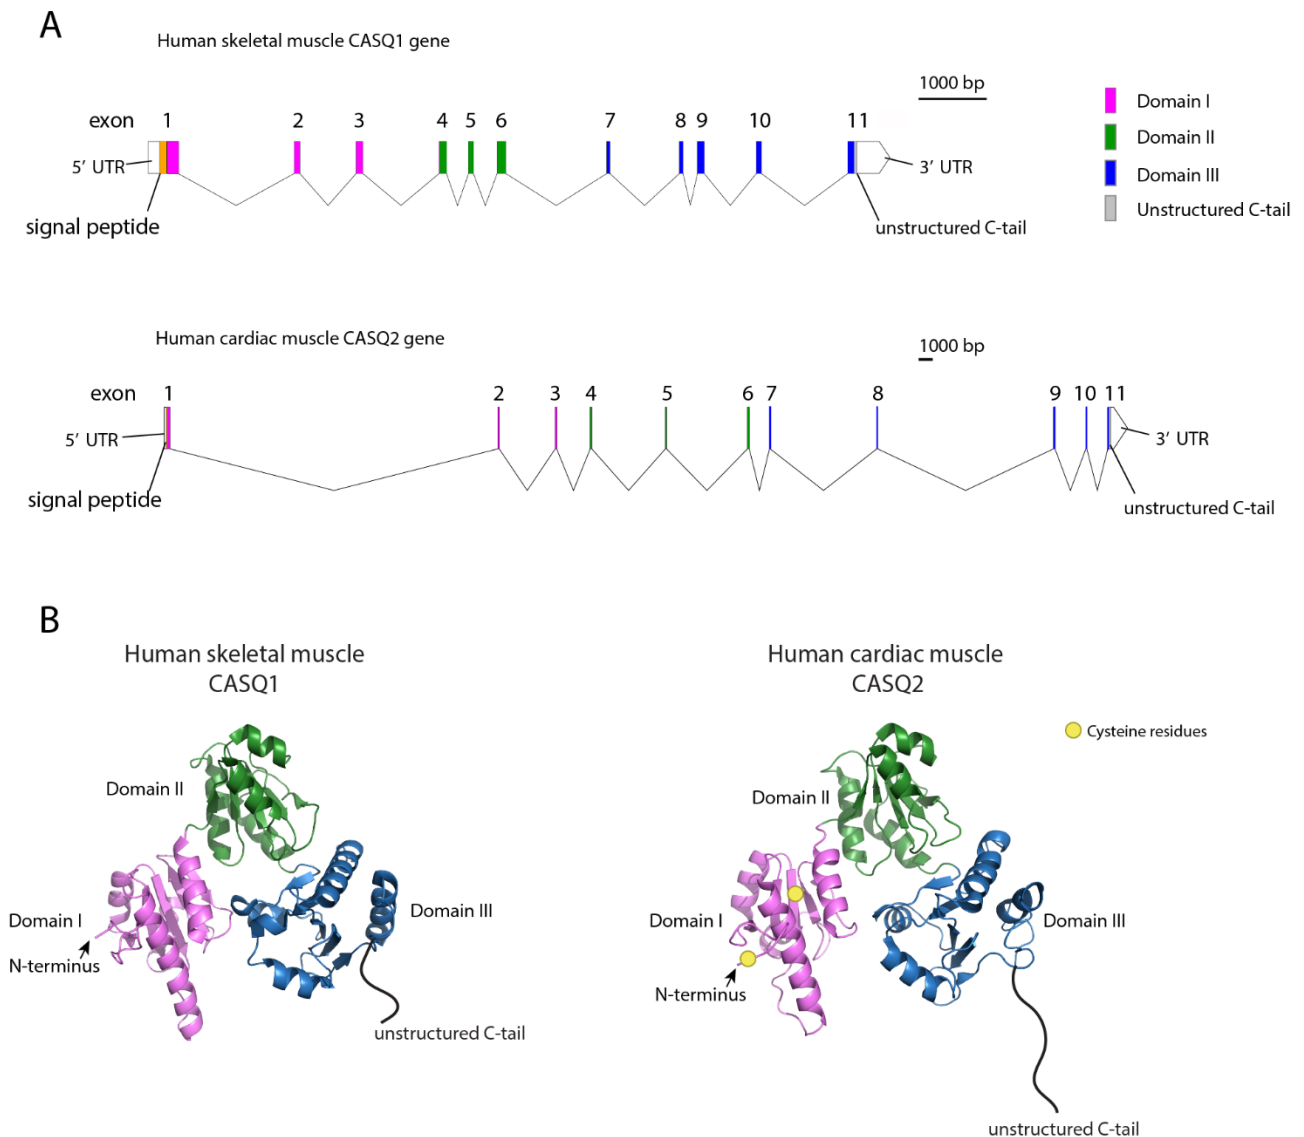 A
Human skeletal muscle CASQ1 gene
1000 bp
exon 1 2 3 4 5 6 7 8 9 10 11
5′ UTR
3′ UTR
signal peptide
unstructured C-tail
Domain I
Domain II
Domain III
Unstructured C-tail
Human cardiac muscle CASQ2 gene
1000 bp
exon 1 2 3 4 5 6 7 8 9 10 11
5′ UTR
3′ UTR
signal peptide
unstructured C-tail
B
Human skeletal muscle
CASQ1
Domain II
Domain I
N-terminus
Domain III
unstructured C-tail
Human cardiac muscle
CASQ2
Cysteine residues
Domain II
Domain I
N-terminus
Domain III
unstructured C-tail